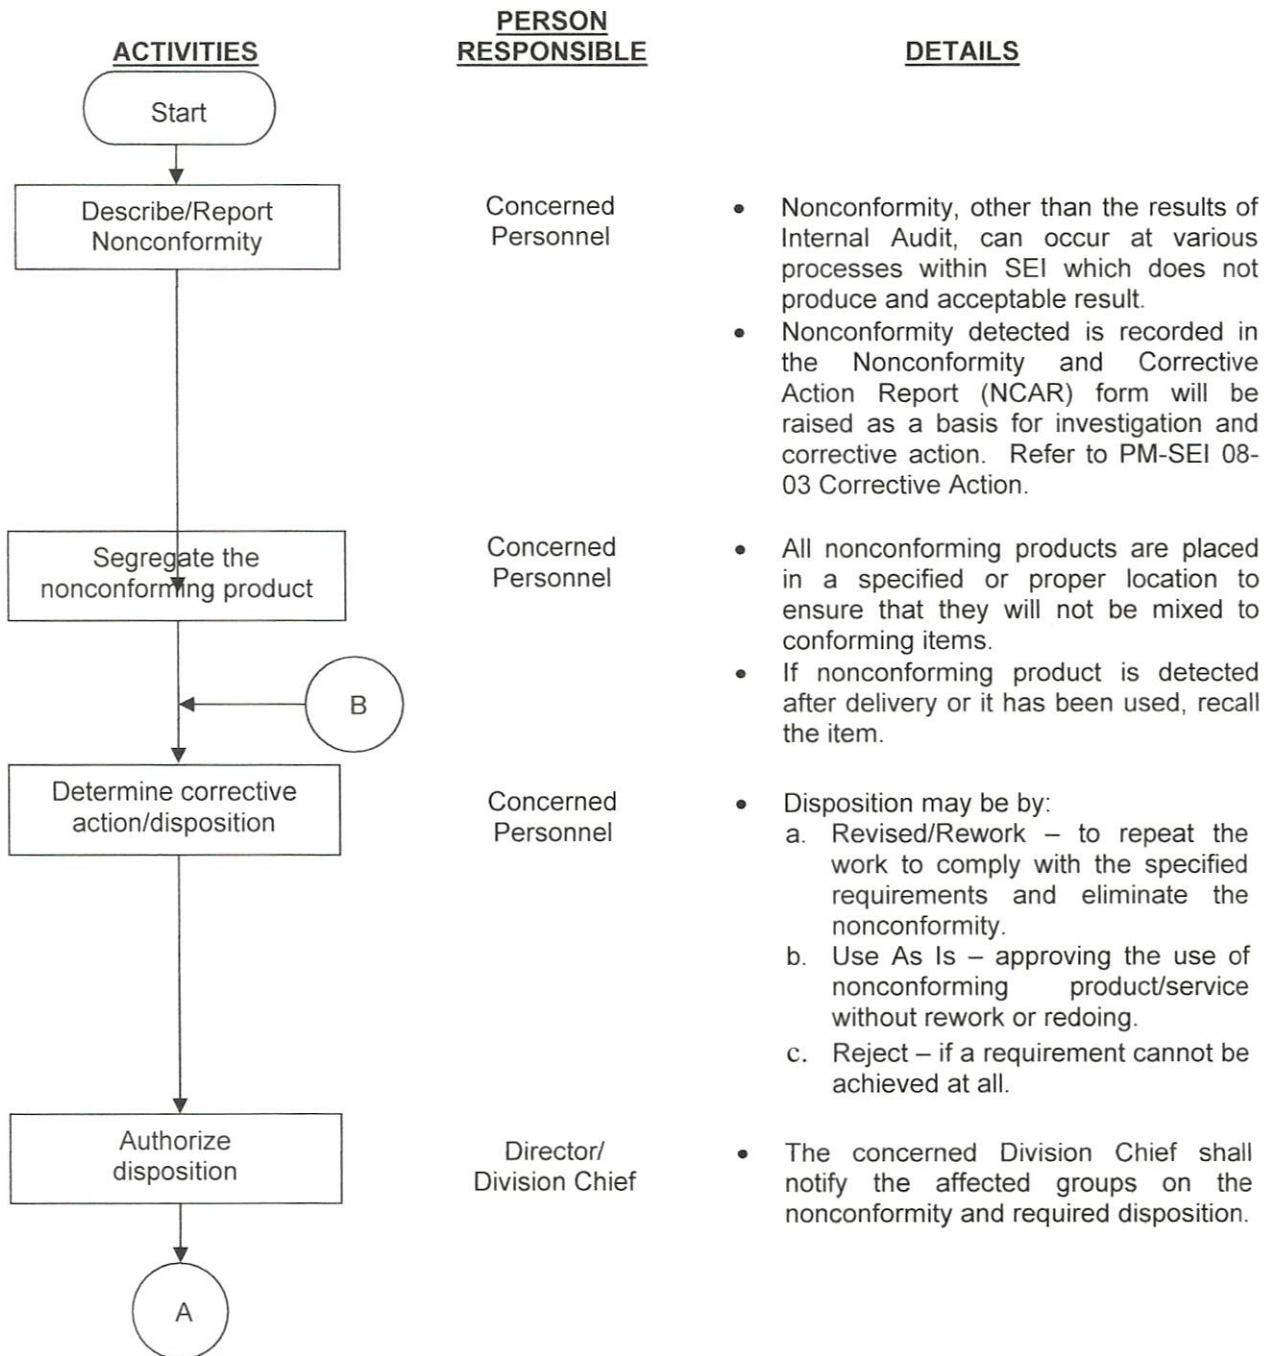 ACTIVITIES
PERSON
RESPONSIBLE
DETAILS
Start
Describe/Report
Nonconformity
Concerned
Personnel
• Nonconformity, other than the results of
Internal Audit, can occur at various
processes within SEI which does not
produce and acceptable result.
• Nonconformity detected is recorded in
the Nonconformity and Corrective
Action Report (NCAR) form will be
raised as a basis for investigation and
corrective action. Refer to PM-SEI 08-
03 Corrective Action.
Segregate the
nonconforming product
Concerned
Personnel
• All nonconforming products are placed
in a specified or proper location to
ensure that they will not be mixed to
conforming items.
• If nonconforming product is detected
after delivery or it has been used, recall
the item.
B
Determine corrective
action/disposition
Concerned
Personnel
• Disposition may be by:
a. Revised/Rework – to repeat the
work to comply with the specified
requirements and eliminate the
nonconformity.
b. Use As Is – approving the use of
nonconforming product/service
without rework or redoing.
c. Reject – if a requirement cannot be
achieved at all.
Authorize
disposition
Director/
Division Chief
• The concerned Division Chief shall
notify the affected groups on the
nonconformity and required disposition.
A